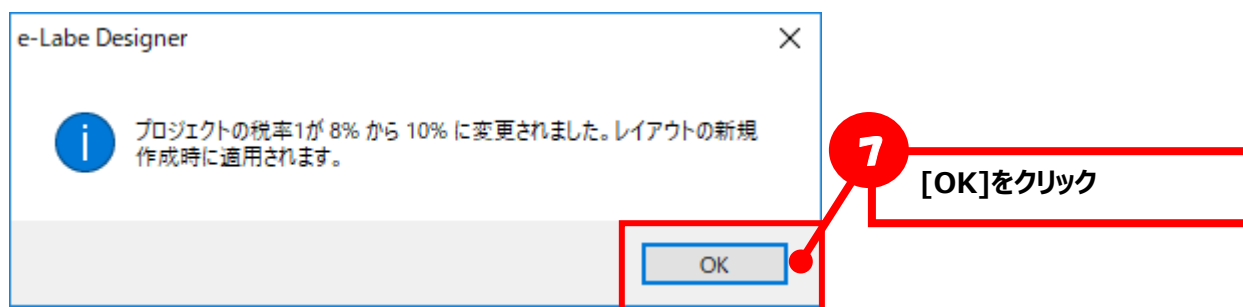 e-Labe Designer
プロジェクトの税率1が 8% から 10% に変更されました。レイアウトの新規
作成時に適用されます。
7
[OK]をクリック
OK